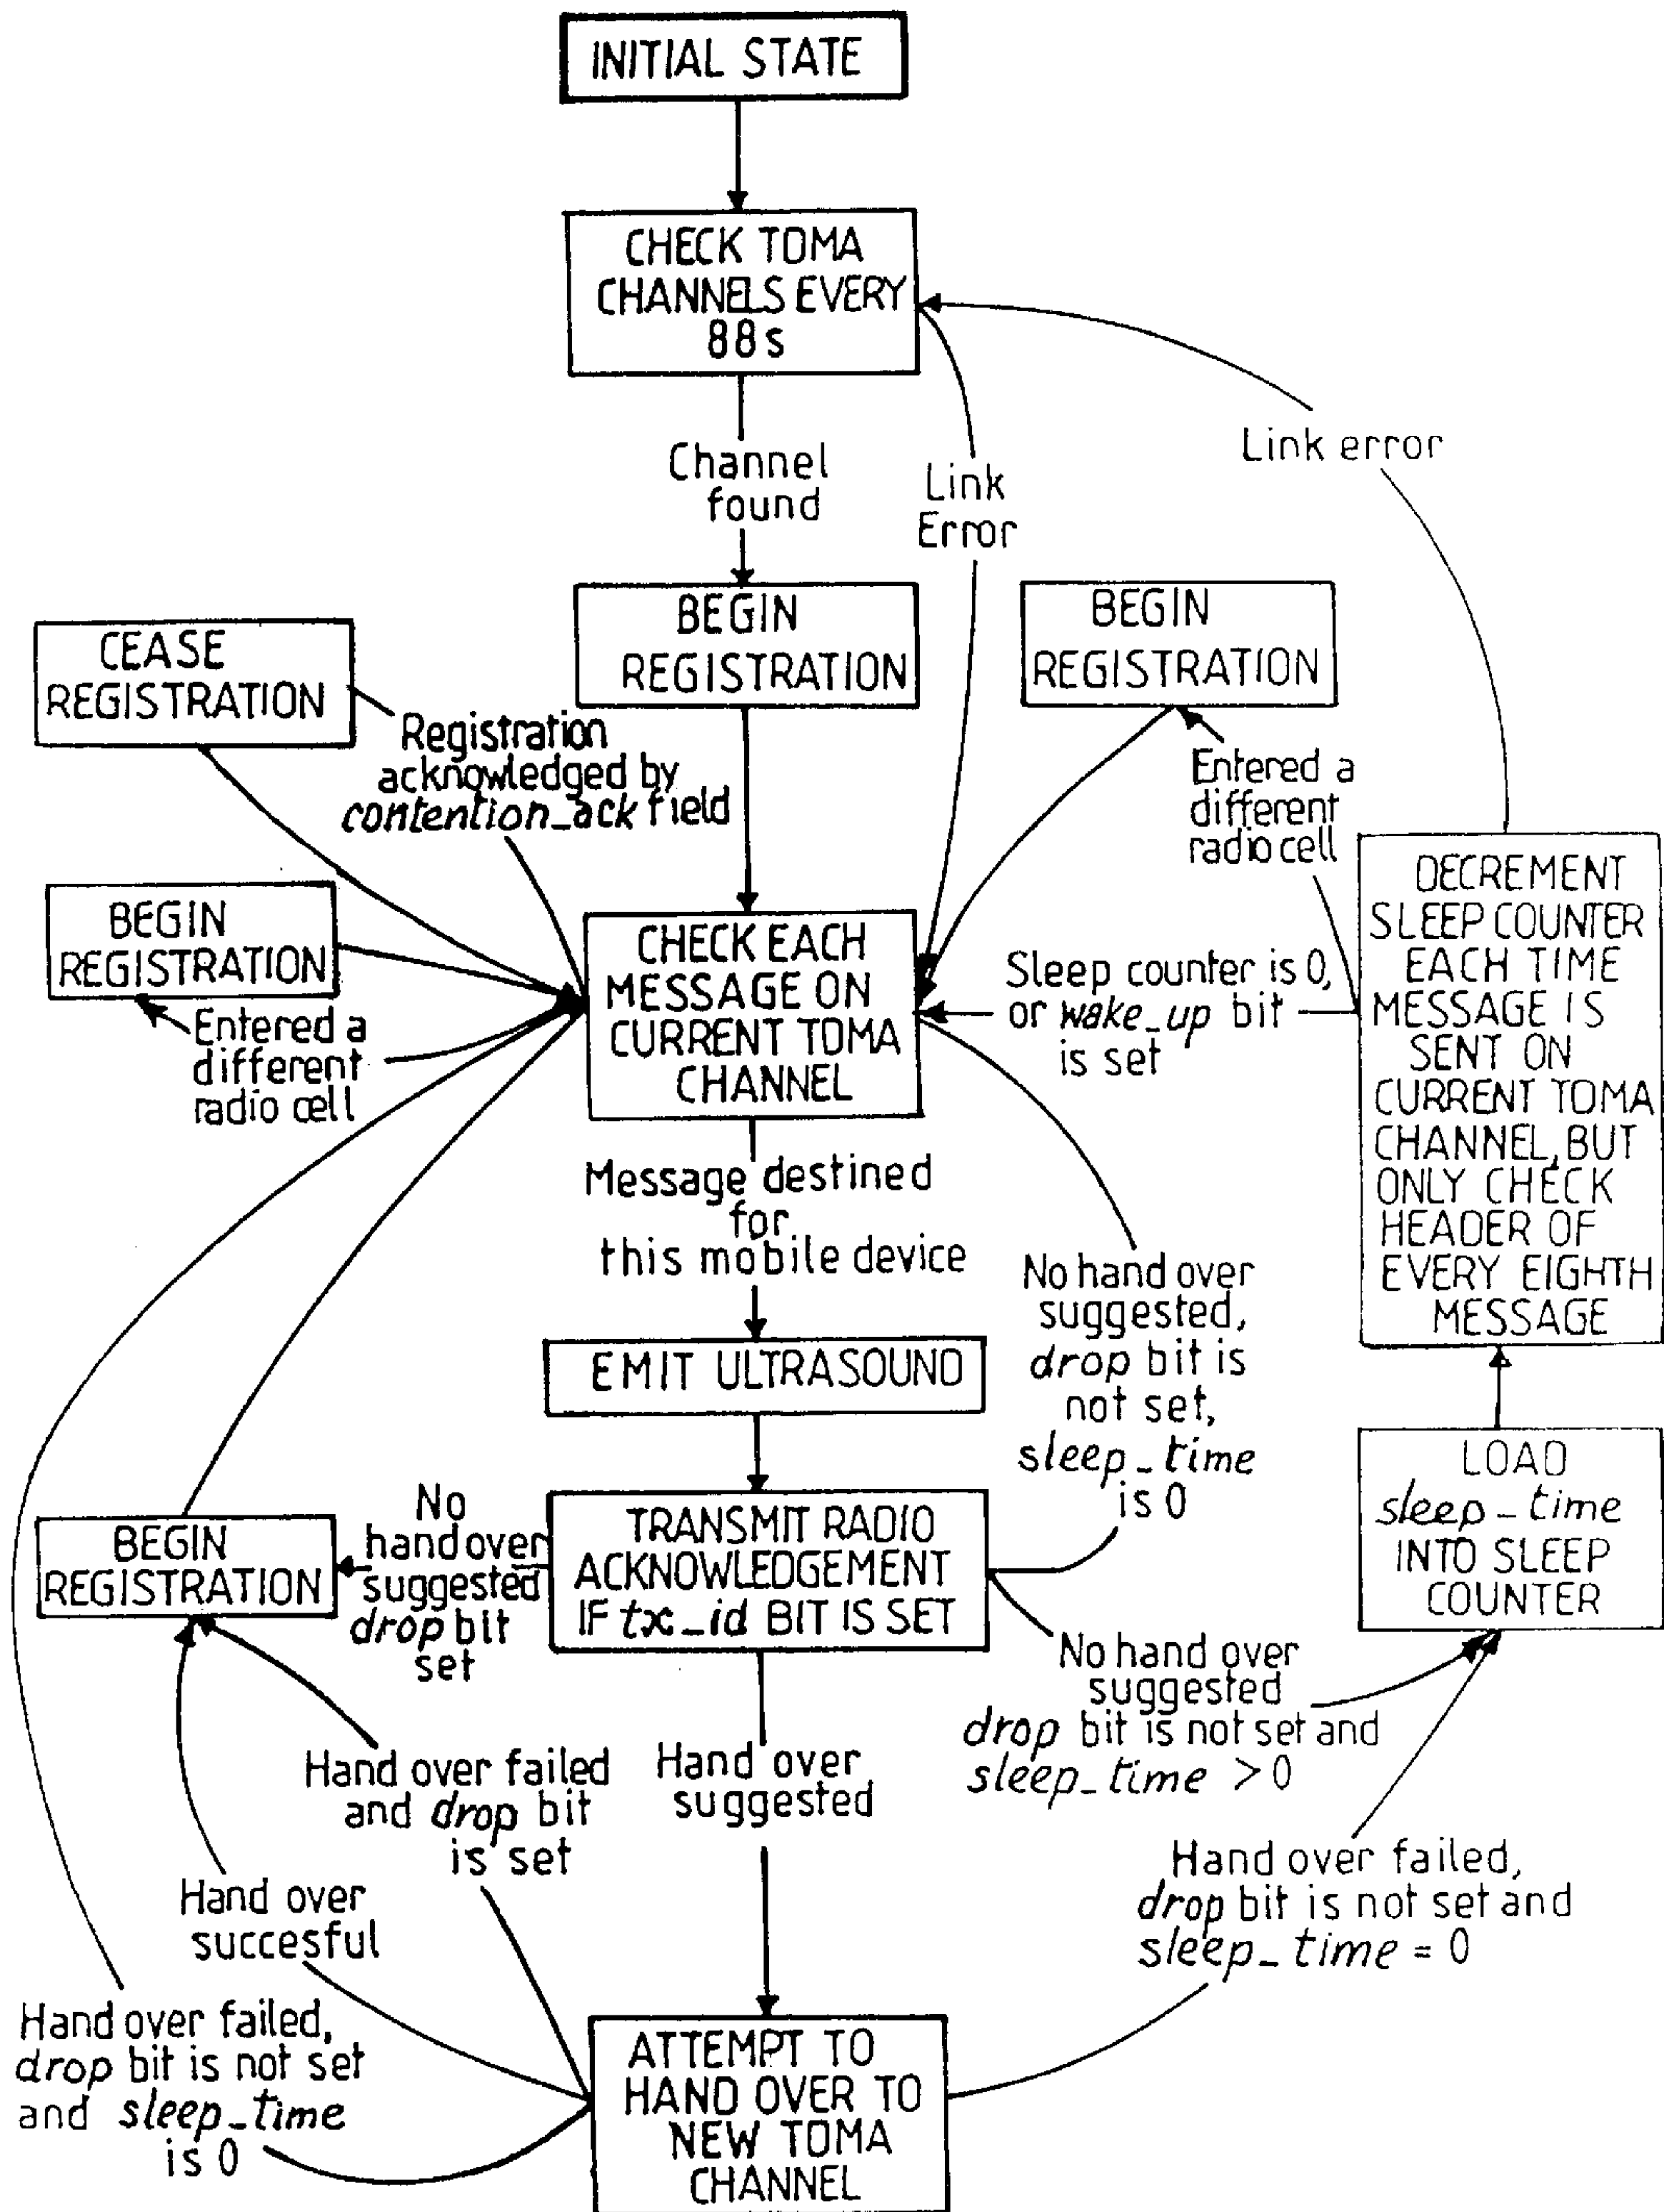 INITIAL STATE
CHECK TOMA
CHANNELS EVERY
88s
Channel
found
Link
Error
Link error
BEGIN
REGISTRATION
BEGIN
REGISTRATION
CEASE
REGISTRATION
Registration
acknowledged by
contention_ack field
Entered a
different
radio cell
BEGIN
REGISTRATION
Entered a
different
radio cell
CHECK EACH
MESSAGE ON
CURRENT TOMA
CHANNEL
Sleep counter is 0,
or wake_up bit
is set
DECREMENT
SLEEP COUNTER
EACH TIME
MESSAGE IS
SENT ON
CURRENT TOMA
CHANNEL, BUT
ONLY CHECK
HEADER OF
EVERY EIGHTH
MESSAGE
Message destined
for
this mobile device
No hand over
suggested,
drop bit is
not set,
sleep_time
is 0
EMIT ULTRASOUND
LOAD
sleep_time
INTO SLEEP
COUNTER
BEGIN
REGISTRATION
No
hand over
suggested
drop bit
set
TRANSMIT RADIO
ACKNOWLEDGEMENT
IF tx_id BIT IS SET
No hand over
suggested
drop bit is not set and
sleep_time > 0
Hand over failed
and drop bit
is set
Hand over
suggested
Hand over
succesful
Hand over failed,
drop bit is not set and
sleep_time = 0
Hand over failed,
drop bit is not set
and sleep_time
is 0
ATTEMPT TO
HAND OVER TO
NEW TOMA
CHANNEL